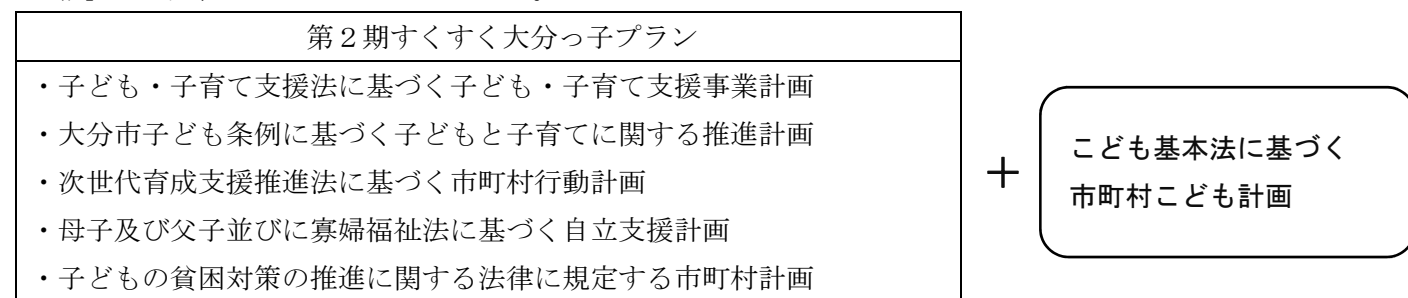 第２期すくすく大分っ子プラン
・子ども・子育て支援法に基づく子ども・子育て支援事業計画
・大分市子ども条例に基づく子どもと子育てに関する推進計画
・次世代育成支援推進法に基づく市町村行動計画
・母子及び父子並びに寡婦福祉法に基づく自立支援計画
・子どもの貧困対策の推進に関する法律に規定する市町村計画
＋
こども基本法に基づく
市町村こども計画